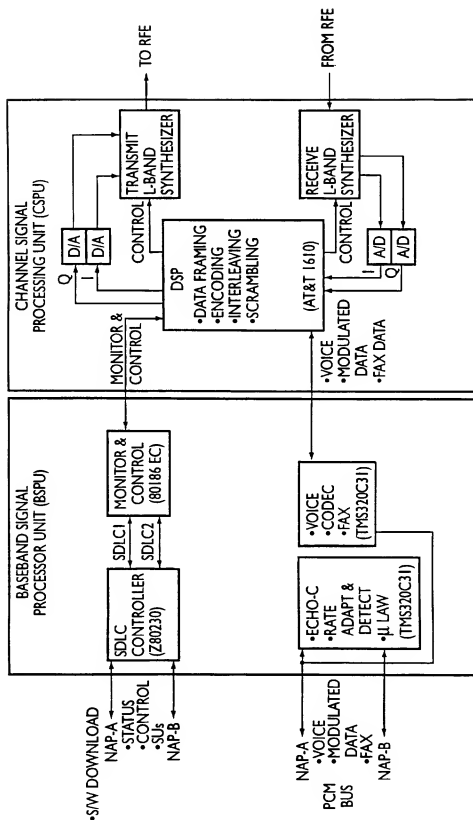 BASEBAND SIGNAL
PROCESSOR UNIT (BSPU)
CHANNEL SIGNAL
PROCESSING UNIT (CSPU)
•S/W DOWNLOAD
NAP-A
•STATUS
•CONTROL
•SUs
NAP-B
SDLC
CONTROLLER
(Z80230)
SDLC1
SDLC2
MONITOR &
CONTROL
(80186 EC)
MONITOR &
CONTROL
Q
I
D/A
D/A
CONTROL
TRANSMIT
L-BAND
SYNTHESIZER
TO RFE
DSP
•DATA FRAMING
•ENCODING
•INTERLEAVING
•SCRAMBLING
(AT&T 1610)
PCM
BUS
NAP-A
•VOICE
•MODULATED
DATA
•FAX
NAP-B
•ECHO-C
•RATE
ADAPT &
DETECT
•µ LAW
(TMS320C31)
•VOICE
•CODEC
•FAX
(TMS320C31)
•VOICE
•MODULATED
DATA
•FAX DATA
I
Q
A/D
A/D
CONTROL
RECEIVE
L-BAND
SYNTHESIZER
FROM RFE